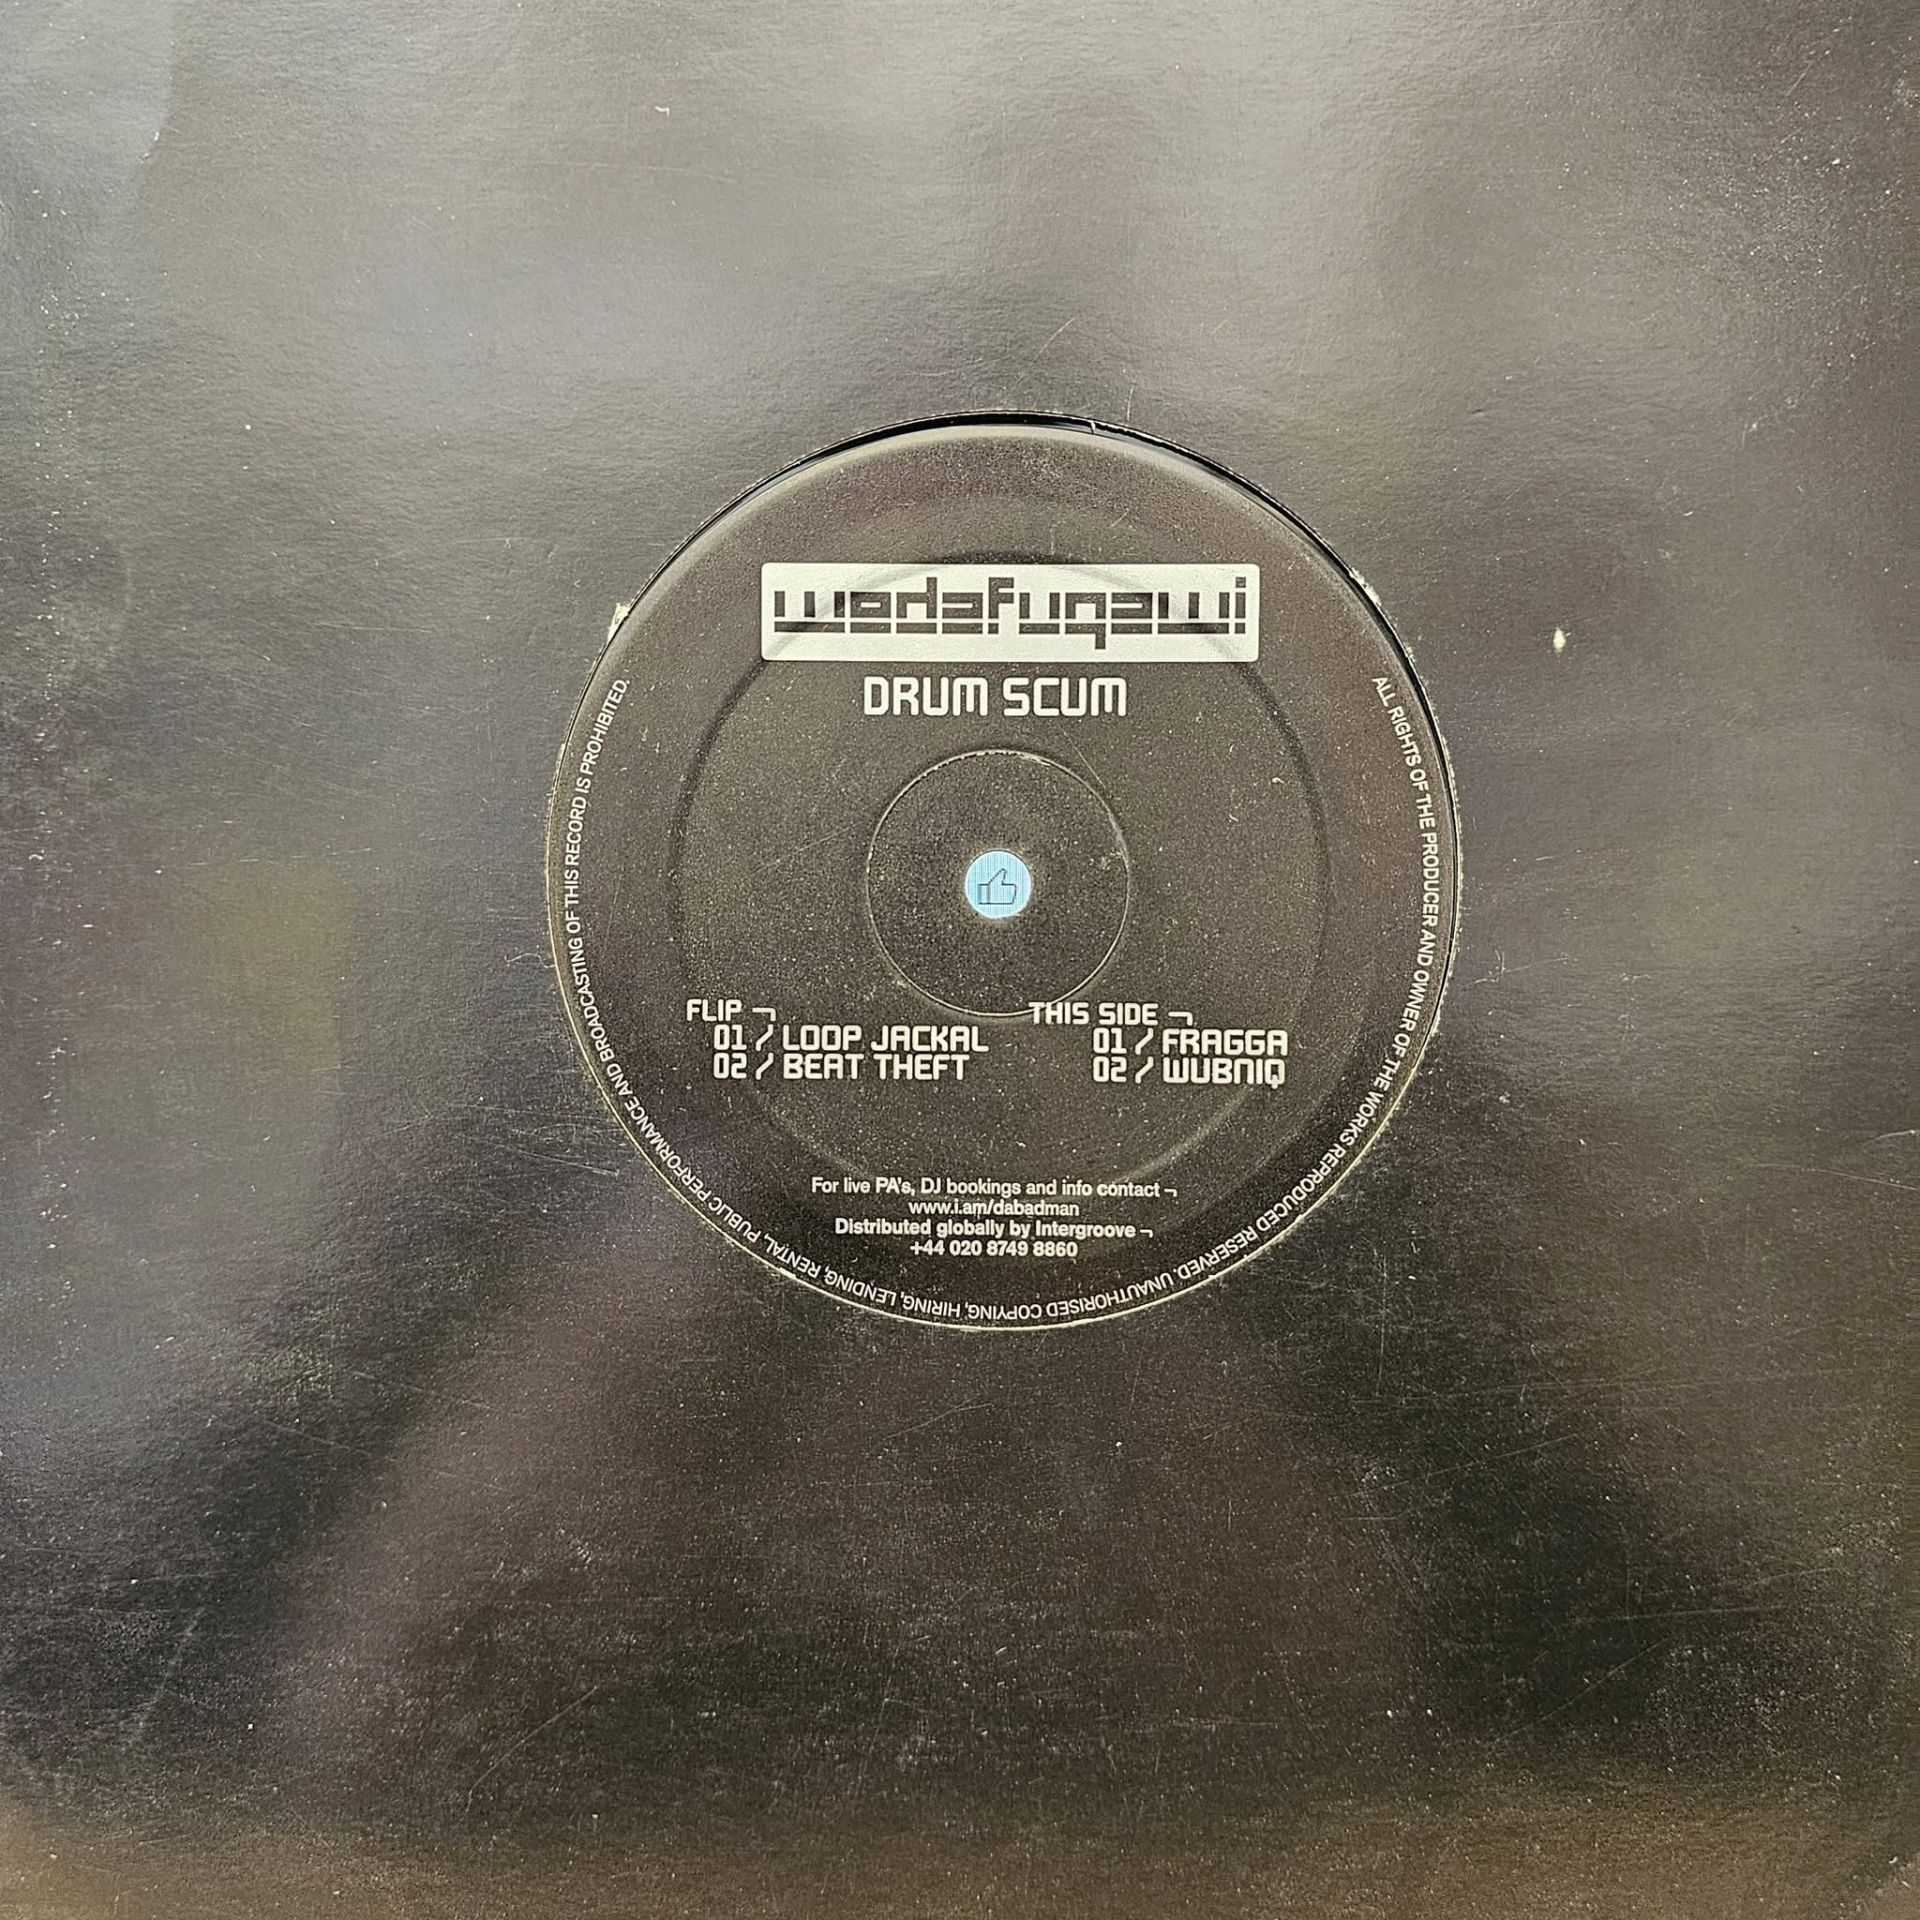 wadafuqawi
DRUM SCUM
FLIP ¬
01 / LOOP JACKAL
02 / BEAT THEFT
THIS SIDE ¬
01 / FRAGGA
02 / WUBNIQ
For live PA's, DJ bookings and info contact ¬
www.i.am/dabadman
Distributed globally by Intergroove ¬
+44 020 8749 8860
ALL RIGHTS OF THE PRODUCER AND OWNER OF THE WORKS REPRODUCED RESERVED. UNAUTHORISED COPYING, HIRING, LENDING, RENTAL, PUBLIC PERFORMANCE AND BROADCASTING OF THIS RECORD IS PROHIBITED.